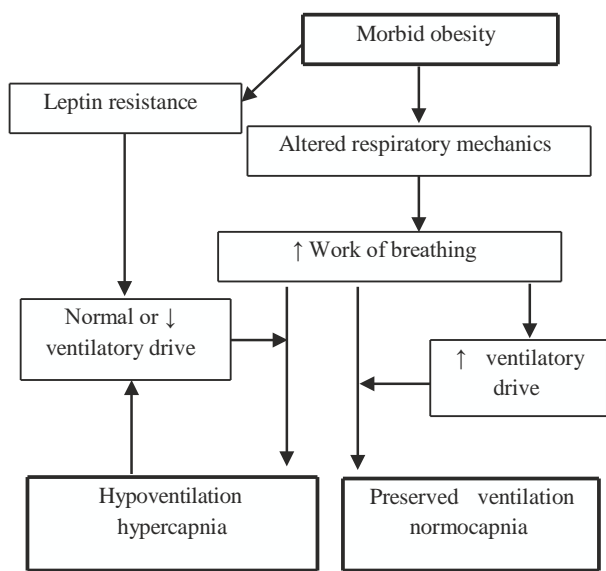 Morbid obesity
Leptin resistance
Altered respiratory mechanics
↑ Work of breathing
Normal or ↓
ventilatory drive
↑ ventilatory
drive
Hypoventilation
hypercapnia
Preserved ventilation
normocapnia